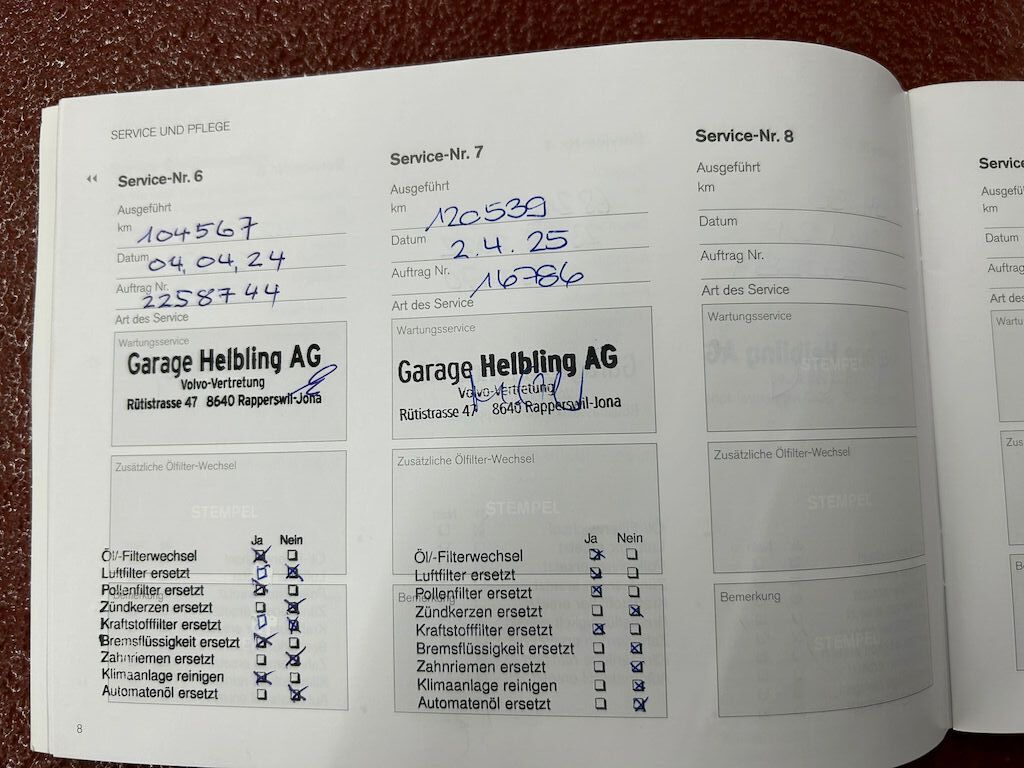 SERVICE UND PFLEGE
Service-Nr. 6
Ausgeführt
km 104567
Datum 04,04,24
Auftrag Nr. 2258744
Art des Service
Wartungsservice
Garage Helbling AG
Volvo-Vertretung
Rütistrasse 47 8640 Rapperswil-Jona
Zusätzliche Ölfilter-Wechsel
STEMPEL
Ja Nein
Öl/-Filterwechsel
Luftfilter ersetzt
Pollenfilter ersetzt
Zündkerzen ersetzt
Kraftstofffilter ersetzt
Bremsflüssigkeit ersetzt
Zahnriemen ersetzt
Klimaanlage reinigen
Automatenöl ersetzt
8
Service-Nr. 7
Ausgeführt
km 120539
Datum 2.4.25
Auftrag Nr. 16786
Art des Service
Wartungsservice
Garage Helbling AG
Volvo-Vertretung
Rütistrasse 47 8640 Rapperswil-Jona
Zusätzliche Ölfilter-Wechsel
STEMPEL
Ja Nein
Öl/-Filterwechsel
Luftfilter ersetzt
Pollenfilter ersetzt
Bemerkung
Zündkerzen ersetzt
Kraftstofffilter ersetzt
Bremsflüssigkeit ersetzt
Zahnriemen ersetzt
Klimaanlage reinigen
Automatenöl ersetzt
Service-Nr. 8
Ausgeführt
km
Datum
Auftrag Nr.
Art des Service
Wartungsservice
STEMPEL
Zusätzliche Ölfilter-Wechsel
STEMPEL
Bemerkung
STEMPEL
Servic
Ausgefü
km
Datum
Auftrag
Art des
Wartu
Zus
B